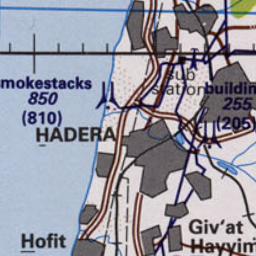 mokestacks
850
(810)
sub
station
building
255
(205)
HADERA
Giv'at
Hayyim
Hofit